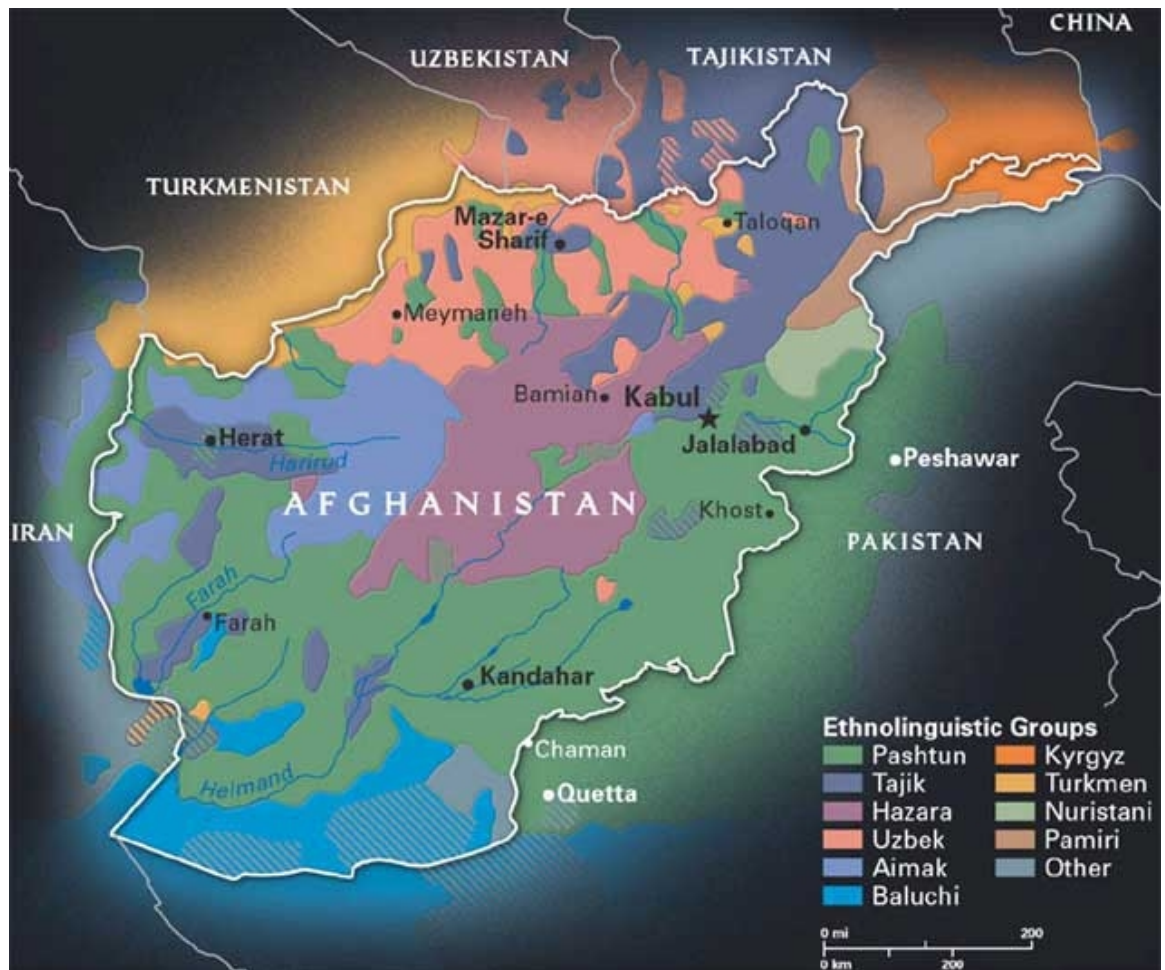 CHINA
UZBEKISTAN
TAJIKISTAN
TURKMENISTAN
Mazar-e
Sharif
Taloqan
Meymaneh
Bamian
Kabul
Herat
Harirud
Jalalabad
Peshawar
AFGHANISTAN
Khost
IRAN
PAKISTAN
Farah
Farah
Kandahar
Chaman
Helmand
Quetta
Ethnolinguistic Groups
Pashtun
Tajik
Hazara
Uzbek
Aimak
Baluchi
Kyrgyz
Turkmen
Nuristani
Pamiri
Other
0 mi 200
0 km 200